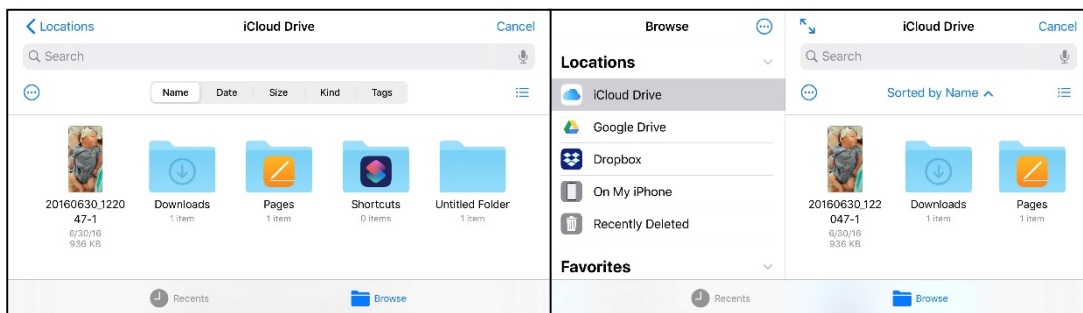 Locations
iCloud Drive
Cancel
Search
Name Date Size Kind Tags
20160630_1220
47-1
6/30/16
936 KB
Downloads
1 item
Pages
1 item
Shortcuts
0 items
Untitled Folder
1 item
Recents
Browse
Browse
Locations
iCloud Drive
Google Drive
Dropbox
On My iPhone
Recently Deleted
Favorites
iCloud Drive
Cancel
Search
Sorted by Name
20160630_122
047-1
6/30/16
936 KB
Downloads
1 item
Pages
1 item
Recents
Browse